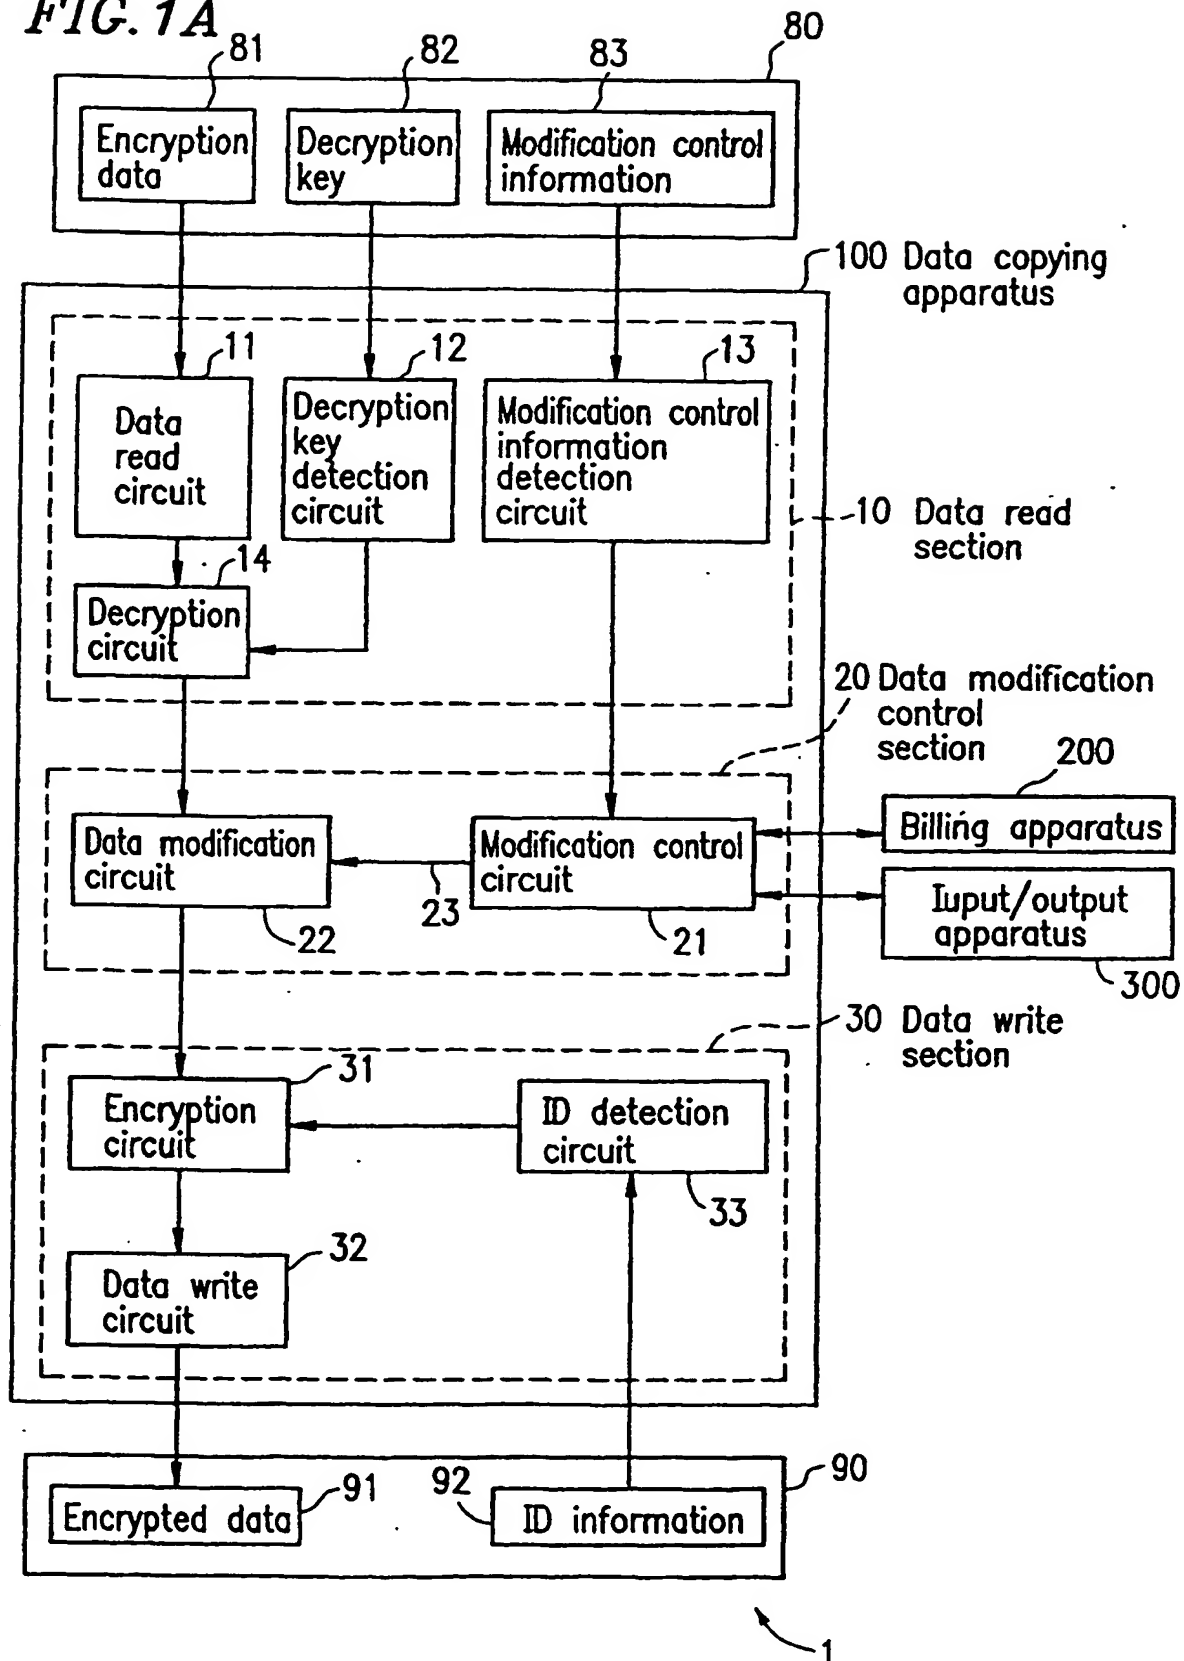 FIG. 1A
81
82
83
80
Encryption
data
Decryption
key
Modification control
information
100 Data copying
apparatus
11
12
13
Data
read
circuit
Decryption
key
detection
circuit
Modification control
information
detection
circuit
10 Data read
section
14
Decryption
circuit
20 Data modification
control
section
200
Billing apparatus
Data modification
circuit
23
Modification control
circuit
22
21
Iuput/output
apparatus
300
30 Data write
section
31
Encryption
circuit
ID detection
circuit
33
32
Data write
circuit
90
91
92
Encrypted data
ID information
1